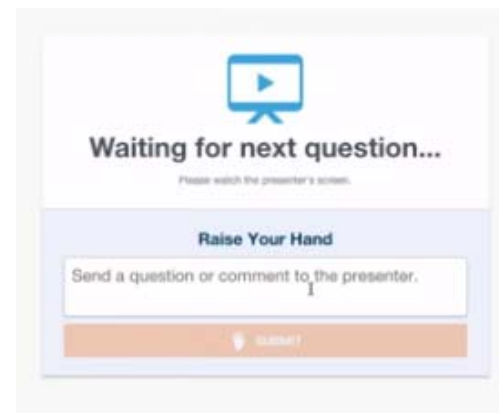 Waiting for next question...
Please watch the presenter's screen.
Raise Your Hand
Send a question or comment to the presenter.
SUBMIT